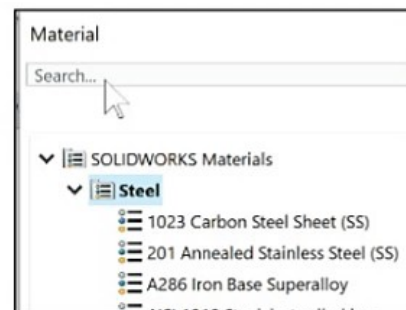 Material
Search...
SOLIDWORKS Materials
Steel
1023 Carbon Steel Sheet (SS)
201 Annealed Stainless Steel (SS)
A286 Iron Base Superalloy